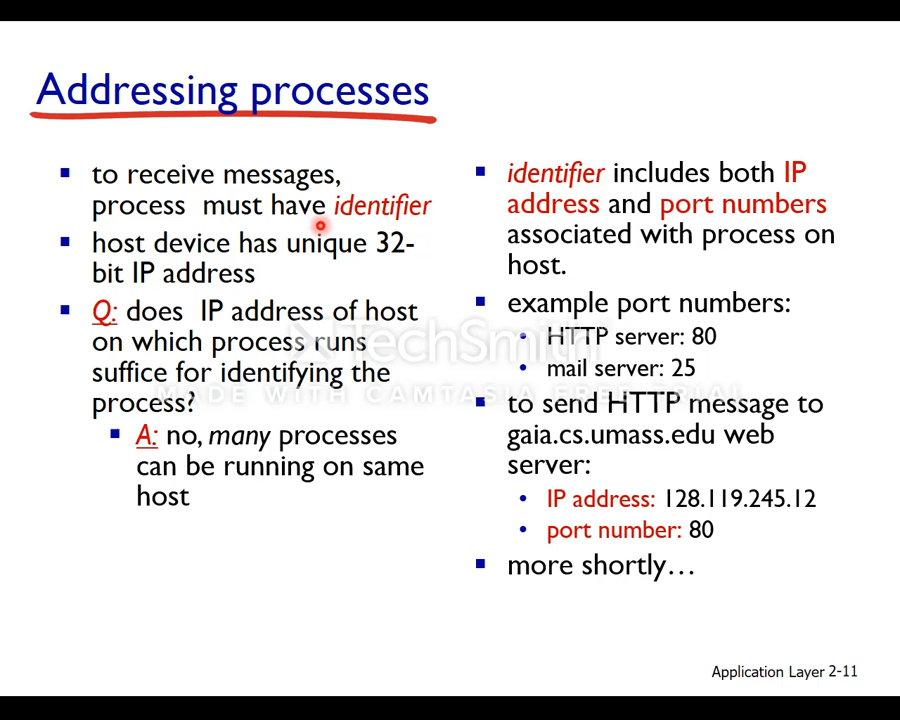 Addressing processes
to receive messages,
process must have identifier
host device has unique 32-
bit IP address
Q: does IP address of host
on which process runs
suffice for identifying the
process?
A: no, many processes
can be running on same
host
identifier includes both IP
address and port numbers
associated with process on
host.
example port numbers:
HTTP server: 80
mail server: 25
to send HTTP message to
gaia.cs.umass.edu web
server:
IP address: 128.119.245.12
port number: 80
more shortly…
TechSmith
MADE WITH CAMTASIA FREE TRIAL
Application Layer 2-11